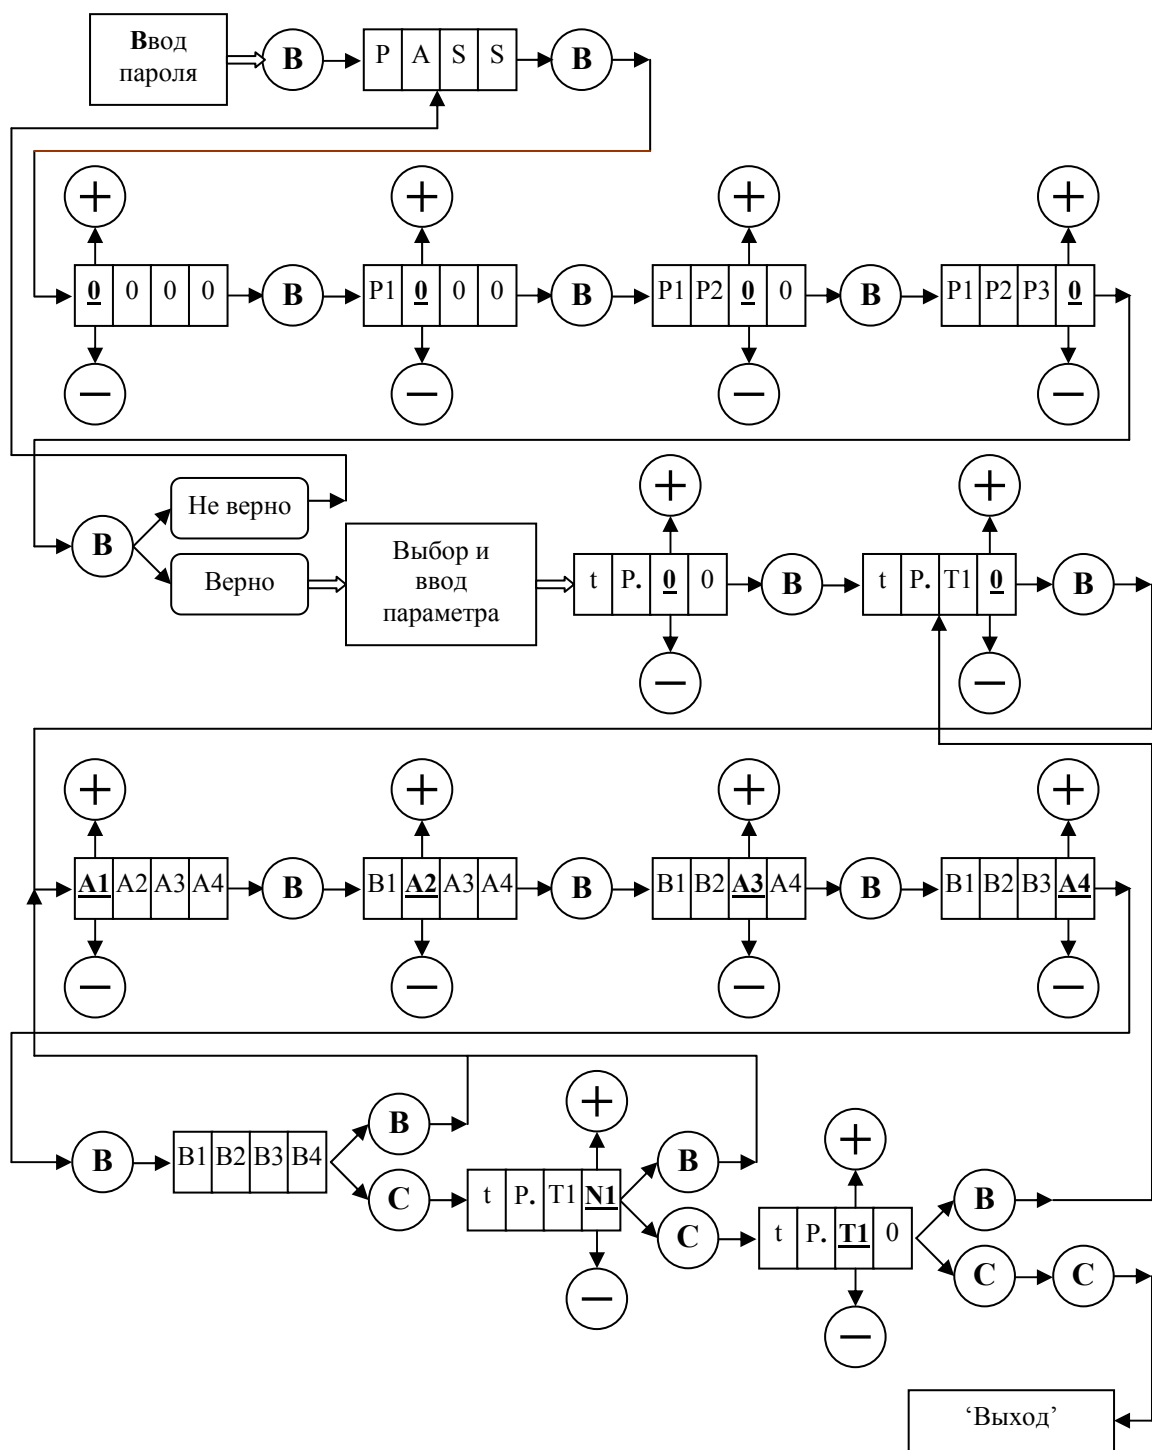 Ввод
пароля
В
P A S S
В
+ + + +
0 0 0 0
В
P1 0 0 0
В
P1 P2 0 0
В
P1 P2 P3 0
− − − −
В
Не верно
Верно
Выбор и
ввод
параметра
+ +
t P. 0 0
В
t P. T1 0
В
− −
+ + + +
A1 A2 A3 A4
В
B1 A2 A3 A4
В
B1 B2 A3 A4
В
B1 B2 B3 A4
− − − −
В
B1 B2 B3 B4
В
С
+
t P. T1 N1
−
В
С
+
t P. T1 0
−
В
С
С
‘Выход’